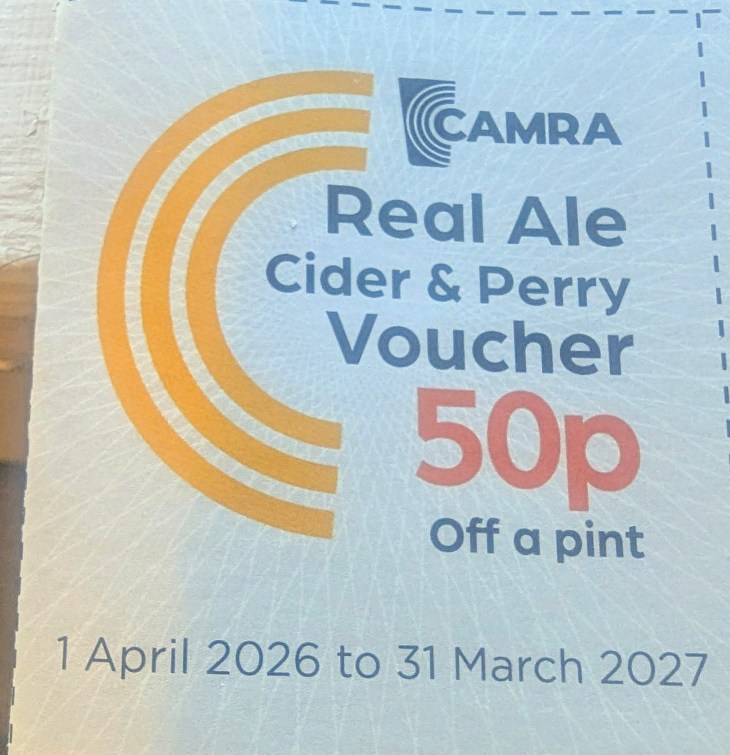 CAMRA
Real Ale
Cider & Perry
Voucher
50p
Off a pint
1 April 2026 to 31 March 2027